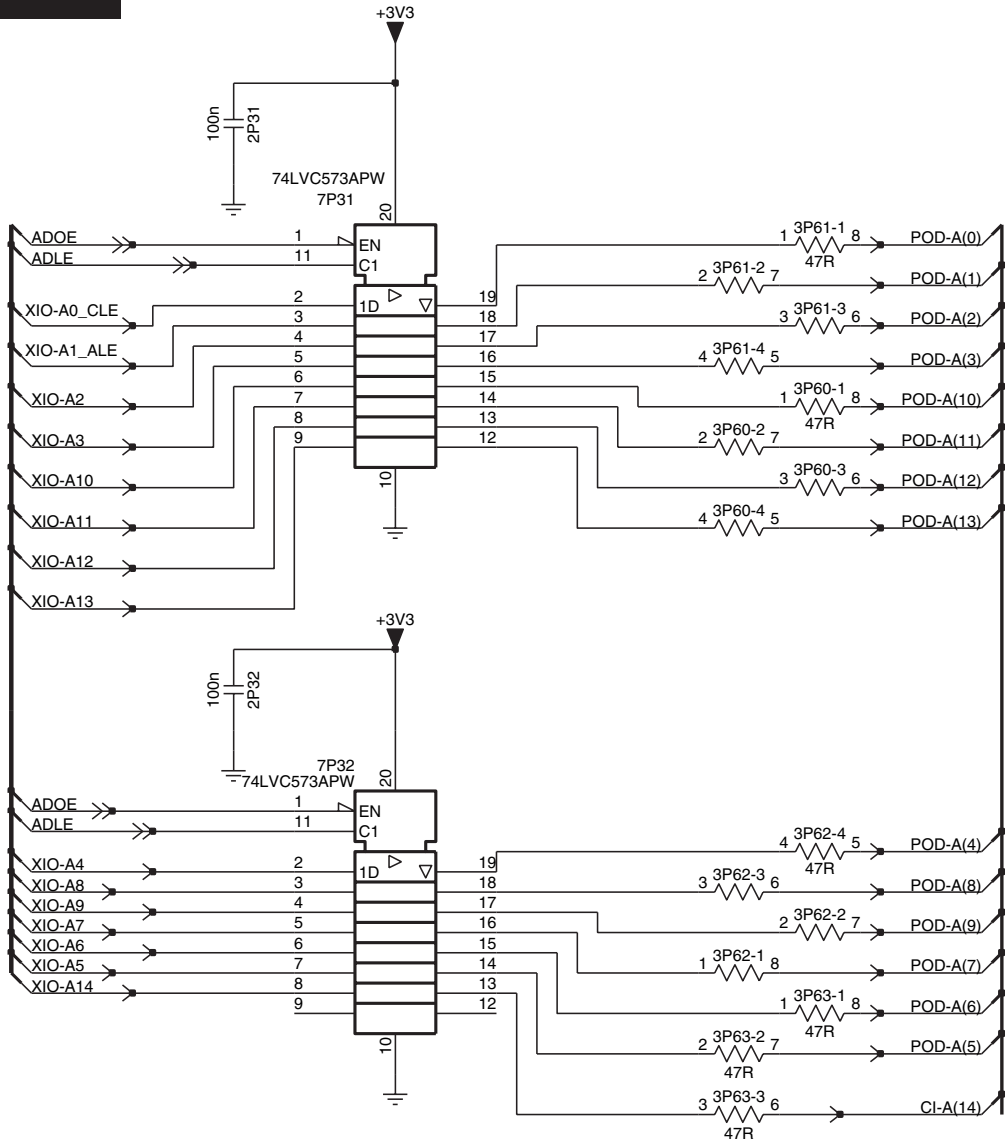 +3V3
100n
2P31
74LVC573APW
7P31
20
ADOE 1 EN 1 3P61-1 8 POD-A(0)
ADLE 11 C1 47R
2 3P61-2 7 POD-A(1)
XIO-A0_CLE 2 1D 19
3 18 3 3P61-3 6 POD-A(2)
XIO-A1_ALE 4 17
5 16 4 3P61-4 5 POD-A(3)
XIO-A2 6 15 1 3P60-1 8 POD-A(10)
7 14 47R
XIO-A3 8 13 2 3P60-2 7 POD-A(11)
9 12
XIO-A10 10 3 3P60-3 6 POD-A(12)
XIO-A11 4 3P60-4 5 POD-A(13)
XIO-A12
XIO-A13
+3V3
100n
2P32
7P32
74LVC573APW
20
ADOE 1 EN
ADLE 11 C1
4 3P62-4 5 POD-A(4)
47R
XIO-A4 2 1D 19
XIO-A8 3 18 3 3P62-3 6 POD-A(8)
XIO-A9 4 17
XIO-A7 5 16 2 3P62-2 7 POD-A(9)
XIO-A6 6 15
XIO-A5 7 14 1 3P62-1 8 POD-A(7)
XIO-A14 8 13
9 12 1 3P63-1 8 POD-A(6)
47R
10 2 3P63-2 7 POD-A(5)
47R
3 3P63-3 6 CI-A(14)
47R